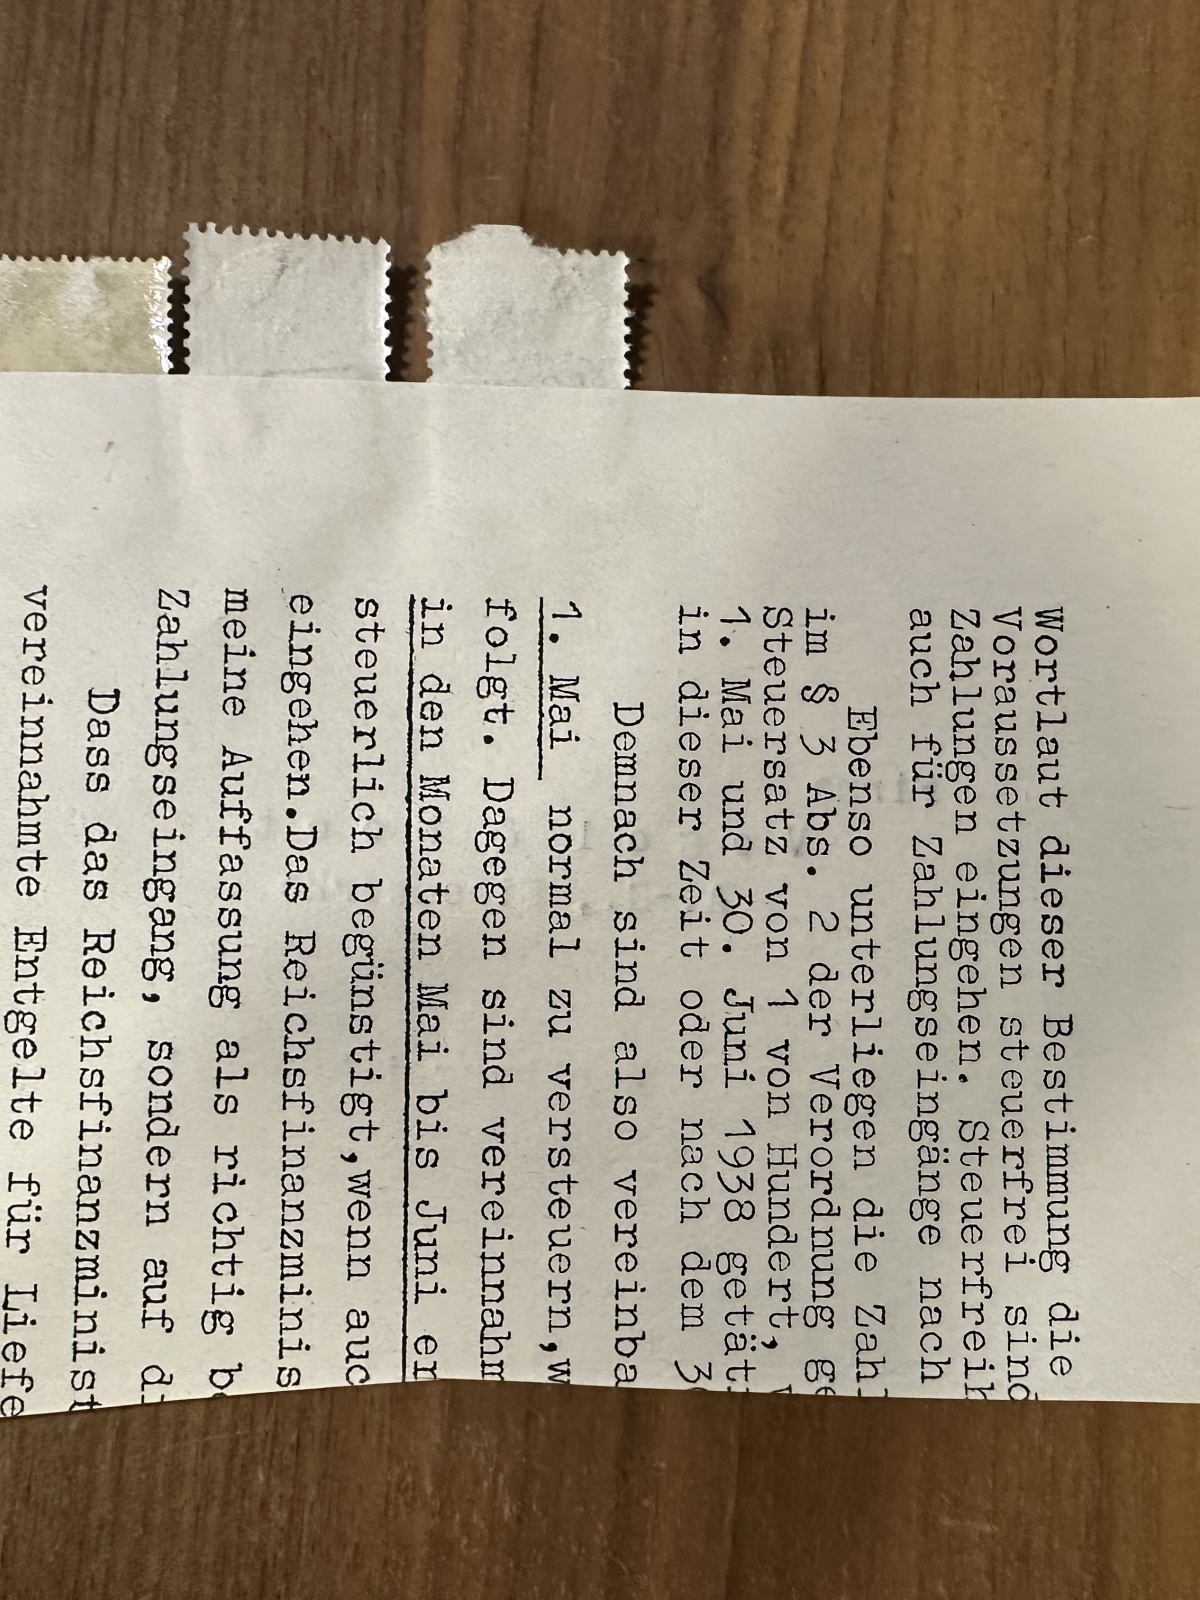 Wortlaut dieser Bestimmung die
Voraussetzungen steuerfrei sind
Zahlungen eingehen. Steuerfreih
auch für Zahlungseingänge nach
Ebenso unterliegen die Zahl
im § 3 Abs. 2 der Verordnung ge
Steuersatz von 1 von Hundert,
1. Mai und 30. Juni 1938 getät
in dieser Zeit oder nach dem 3
Demnach sind also vereinba
1. Mai normal zu versteuern,w
folgt. Dagegen sind vereinnahm
in den Monaten Mai bis Juni er
steuerlich begünstigt,wenn auc
eingehen.Das Reichsfinanzminis
meine Auffassung als richtig b
Zahlungseingang, sondern auf d
Dass das Reichsfinanzminist
vereinnahmte Entgelte für Liefe